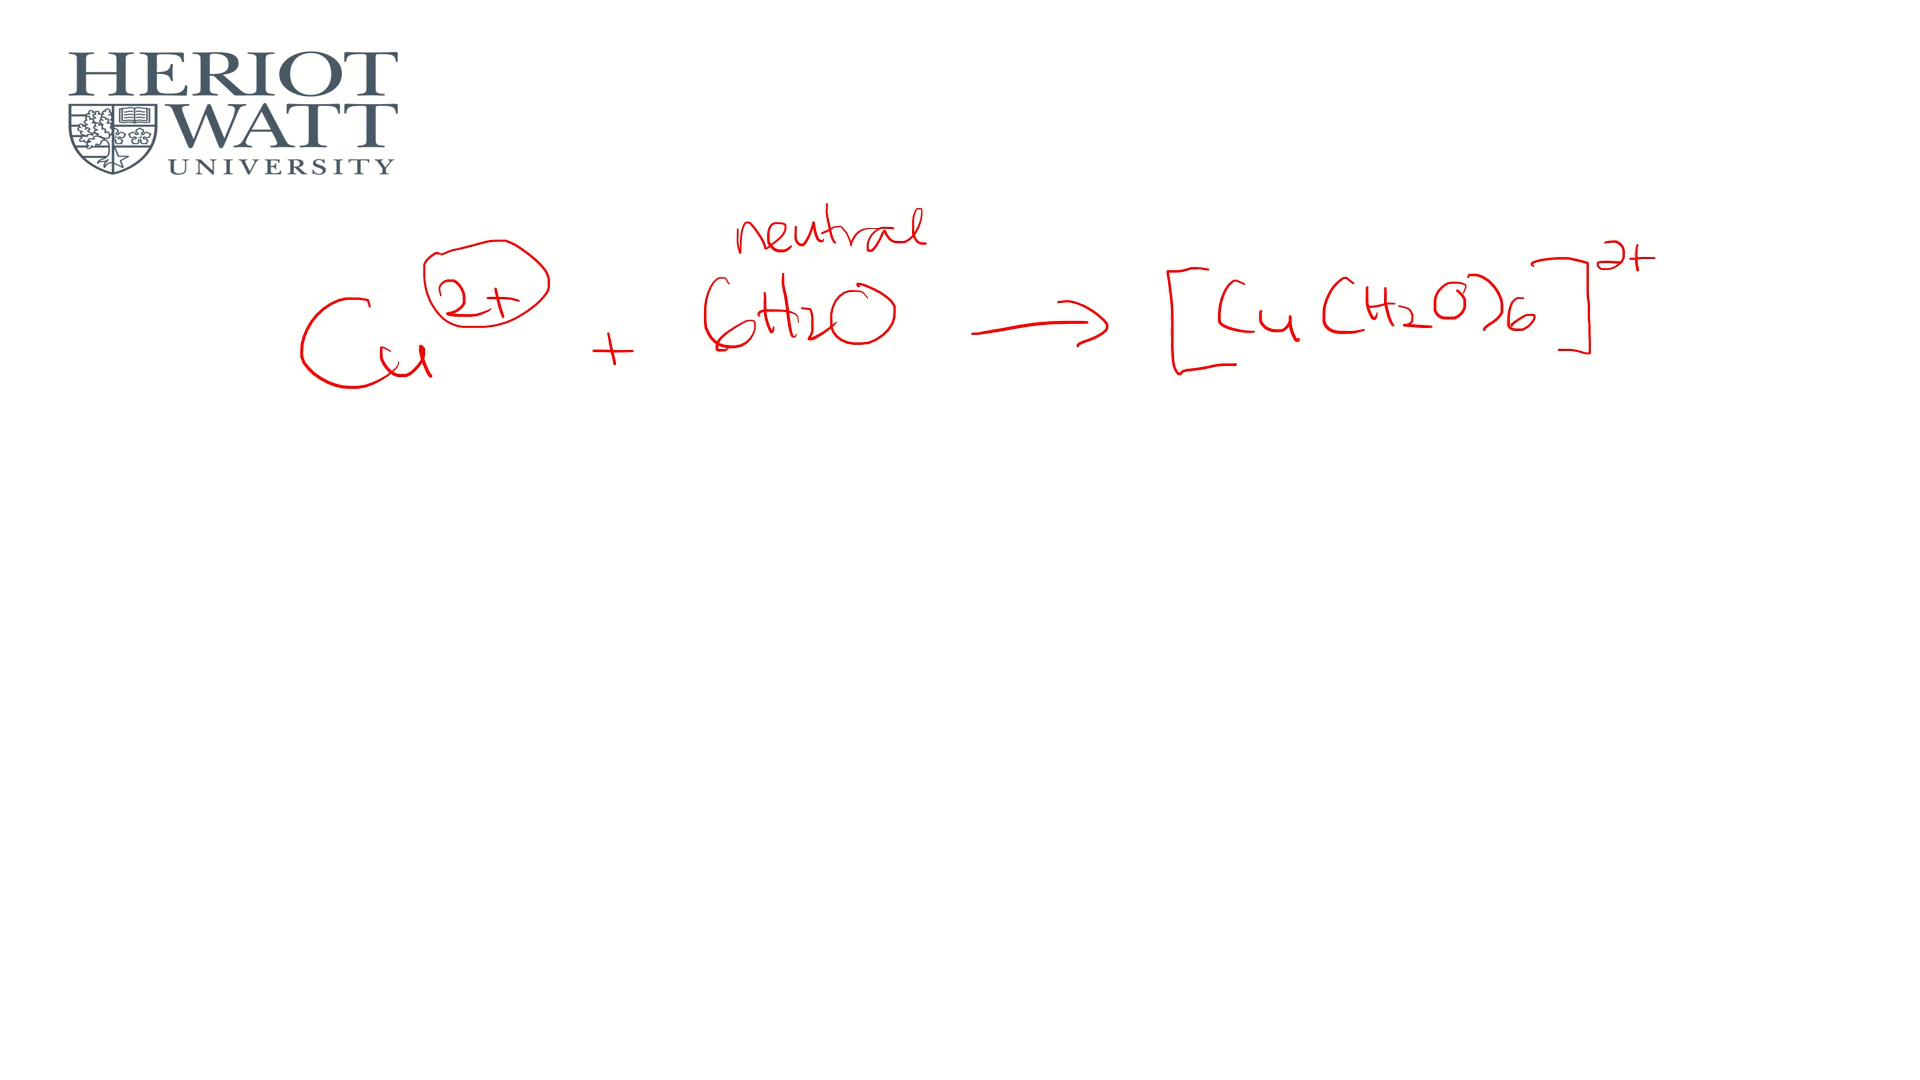 HERIOT
WATT
UNIVERSITY
neutral
Cu²⁺ + 6H₂O ⟶ [Cu(H₂O)₆]²⁺